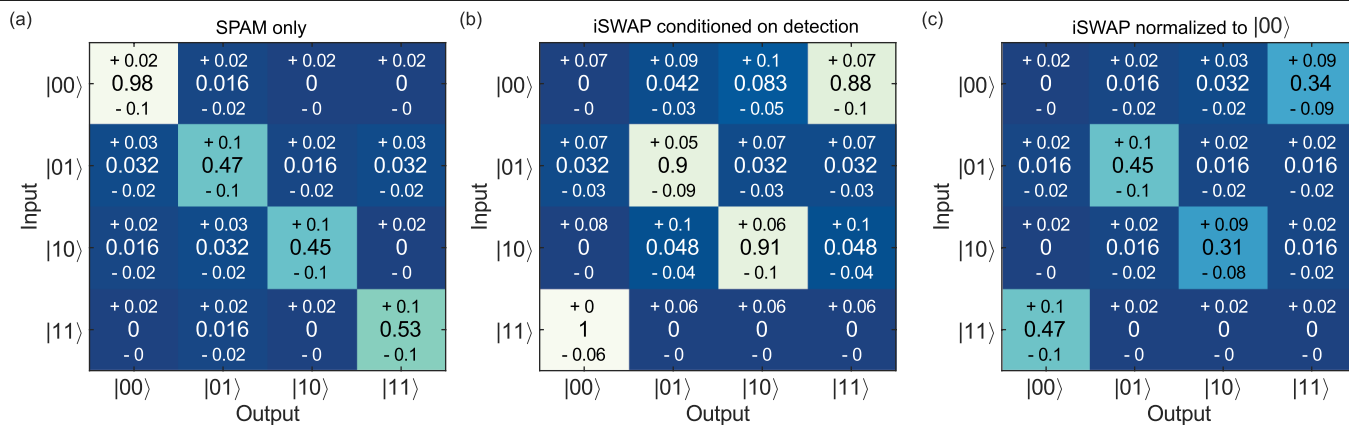 (a)
SPAM only
+ 0.02 + 0.02 + 0.02 + 0.02
|00⟩ 0.98 0.016 0 0
- 0.1 - 0.02 - 0 - 0
+ 0.03 + 0.1 + 0.02 + 0.03
|01⟩ 0.032 0.47 0.016 0.032
- 0.02 - 0.1 - 0.02 - 0.02
Input
+ 0.02 + 0.03 + 0.1 + 0.02
|10⟩ 0.016 0.032 0.45 0
- 0.02 - 0.02 - 0.1 - 0
+ 0.02 + 0.02 + 0.02 + 0.1
|11⟩ 0 0.016 0 0.53
- 0 - 0.02 - 0 - 0.1
|00⟩ |01⟩ |10⟩ |11⟩
Output
(b)
iSWAP conditioned on detection
+ 0.07 + 0.09 + 0.1 + 0.07
|00⟩ 0 0.042 0.083 0.88
- 0 - 0.03 - 0.05 - 0.1
+ 0.07 + 0.05 + 0.07 + 0.07
|01⟩ 0.032 0.9 0.032 0.032
- 0.03 - 0.09 - 0.03 - 0.03
Input
+ 0.08 + 0.1 + 0.06 + 0.1
|10⟩ 0 0.048 0.91 0.048
- 0 - 0.04 - 0.1 - 0.04
+ 0 + 0.06 + 0.06 + 0.06
|11⟩ 1 0 0 0
- 0.06 - 0 - 0 - 0
|00⟩ |01⟩ |10⟩ |11⟩
Output
(c)
iSWAP normalized to |00⟩
+ 0.02 + 0.02 + 0.03 + 0.09
|00⟩ 0 0.016 0.032 0.34
- 0 - 0.02 - 0.02 - 0.09
+ 0.02 + 0.1 + 0.02 + 0.02
|01⟩ 0.016 0.45 0.016 0.016
- 0.02 - 0.1 - 0.02 - 0.02
Input
+ 0.02 + 0.02 + 0.09 + 0.02
|10⟩ 0 0.016 0.31 0.016
- 0 - 0.02 - 0.08 - 0.02
+ 0.1 + 0.02 + 0.02 + 0.02
|11⟩ 0.47 0 0 0
- 0.1 - 0 - 0 - 0
|00⟩ |01⟩ |10⟩ |11⟩
Output